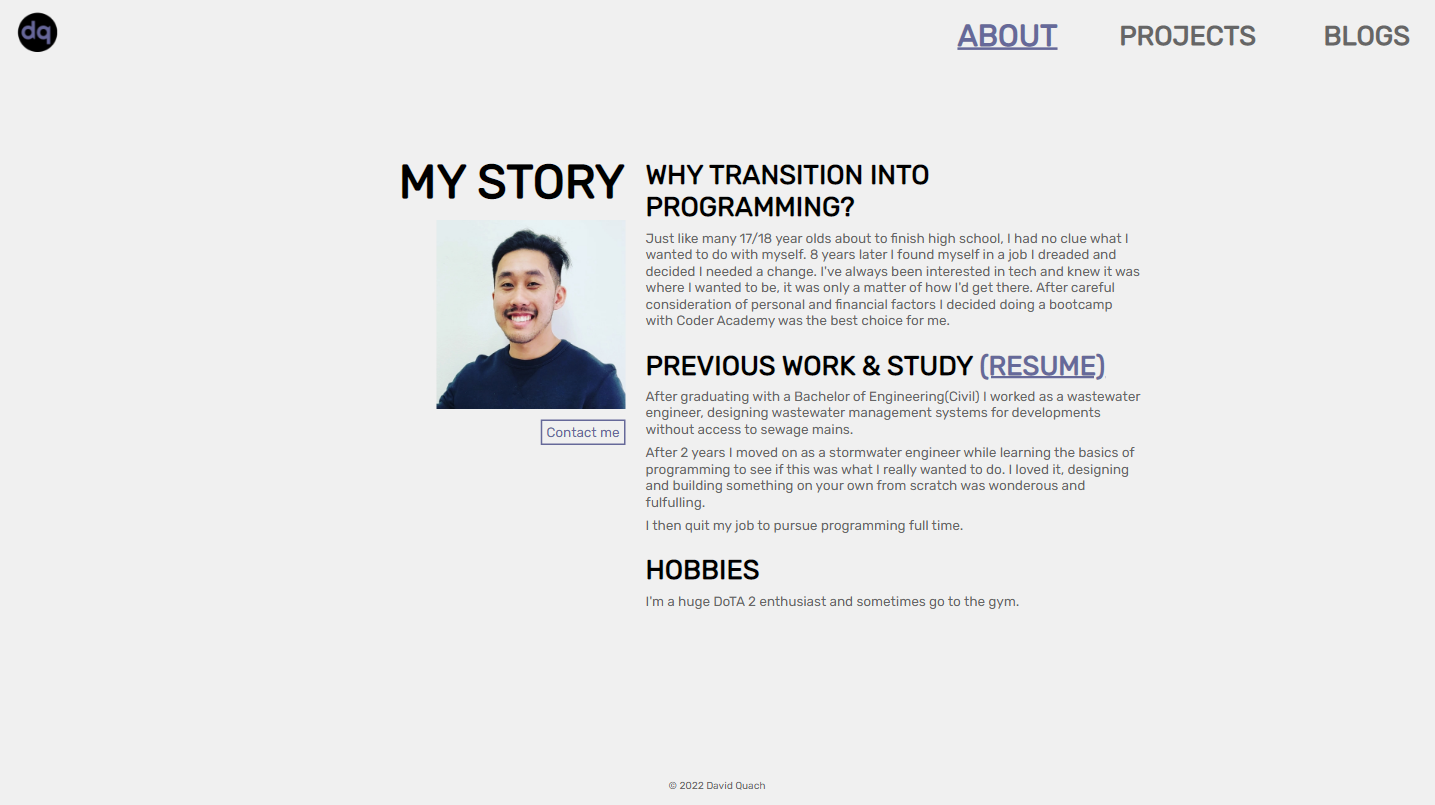 dq
ABOUT PROJECTS BLOGS
MY STORY
Contact me
WHY TRANSITION INTO
PROGRAMMING?
Just like many 17/18 year olds about to finish high school, I had no clue what I
wanted to do with myself. 8 years later I found myself in a job I dreaded and
decided I needed a change. I've always been interested in tech and knew it was
where I wanted to be, it was only a matter of how I'd get there. After careful
consideration of personal and financial factors I decided doing a bootcamp
with Coder Academy was the best choice for me.
PREVIOUS WORK & STUDY (RESUME)
After graduating with a Bachelor of Engineering(Civil) I worked as a wastewater
engineer, designing wastewater management systems for developments
without access to sewage mains.
After 2 years I moved on as a stormwater engineer while learning the basics of
programming to see if this was what I really wanted to do. I loved it, designing
and building something on your own from scratch was wonderous and
fulfulling.
I then quit my job to pursue programming full time.
HOBBIES
I'm a huge DoTA 2 enthusiast and sometimes go to the gym.
© 2022 David Quach